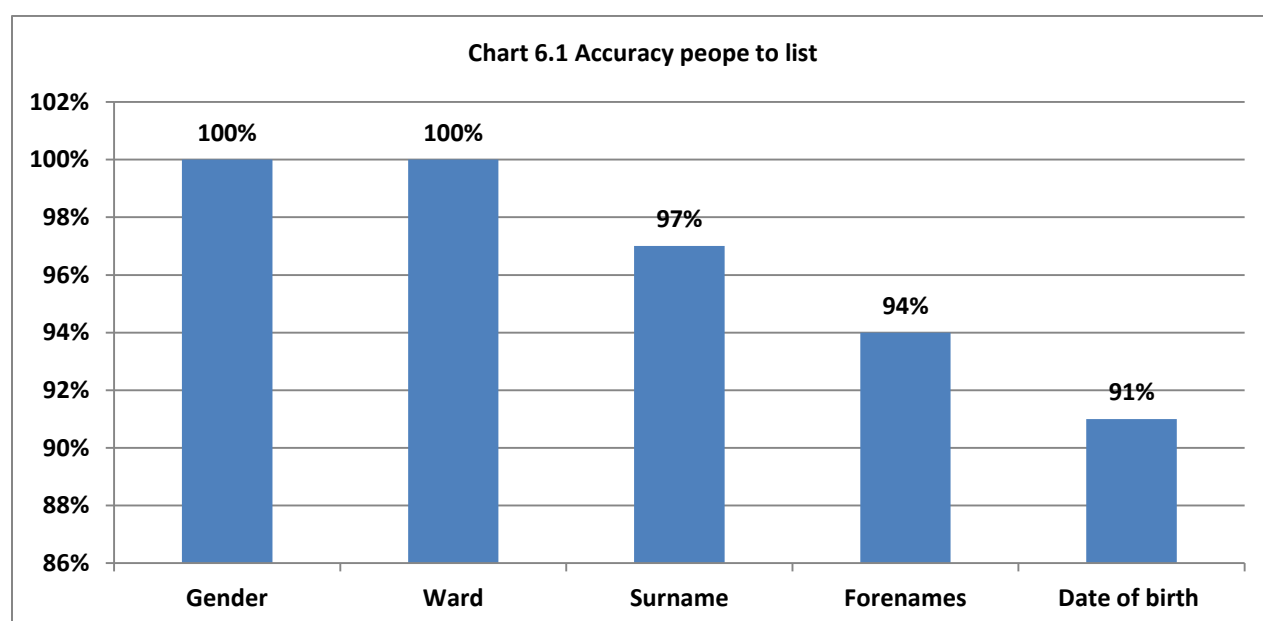 Chart 6.1 Accuracy peope to list
102%
100%
98%
96%
94%
92%
90%
88%
86%
100%
100%
97%
94%
91%
Gender
Ward
Surname
Forenames
Date of birth